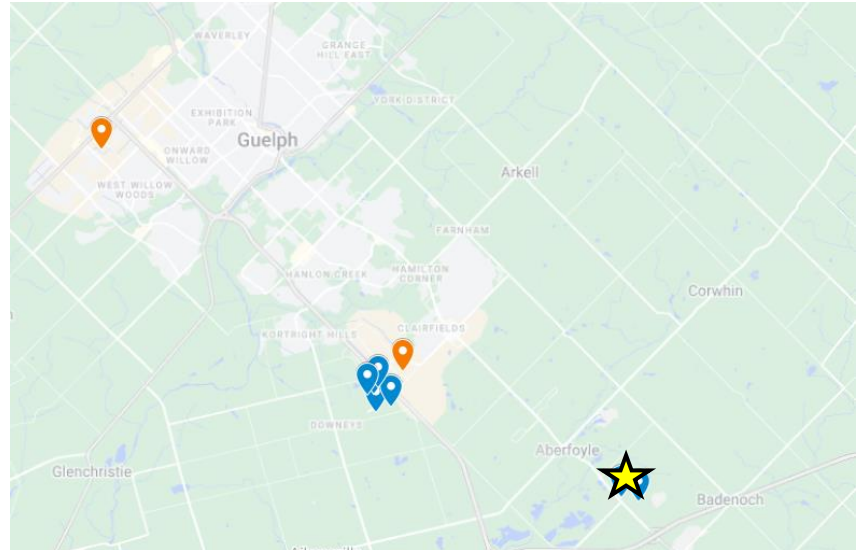 WAVERLEY
GRANGE
HILL EAST
YORK DISTRICT
EXHIBITION
PARK
Guelph
ONWARD
WILLOW
WEST WILLOW
WOODS
Arkell
FARNHAM
HANLON CREEK
HAMILTON
CORNER
Corwhin
KORTRIGHT HILLS
CLAIRFIELDS
DOWNEYS
Aberfoyle
Glenchristie
Badenoch